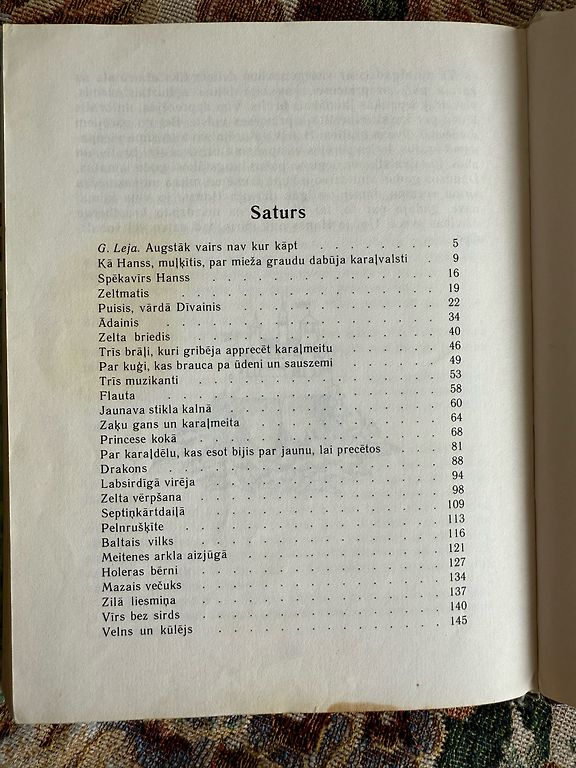 Saturs
G. Leja. Augstāk vairs nav kur kāpt . . . . . . . . 5
Kā Hanss, muļķītis, par mieža graudu dabūja karaļvalsti . 9
Spēkavīrs Hanss . . . . . . . . . . . . 16
Zeltmatis . . . . . . . . . . . . . . 19
Puisis, vārdā Dīvainis . . . . . . . . . . . 22
Ādainis . . . . . . . . . . . . . . 34
Zelta briedis . . . . . . . . . . . . . 40
Trīs brāļi, kuri gribēja apprecēt karaļmeitu . . . . . 46
Par kuģi, kas brauca pa ūdeni un sauszemi . . . . . 49
Trīs muzikanti . . . . . . . . . . . . 53
Flauta . . . . . . . . . . . . . . 58
Jaunava stikla kalnā . . . . . . . . . . . 60
Zaķu gans un karaļmeita . . . . . . . . . . 64
Princese kokā . . . . . . . . . . . . . 68
Par karaļdēlu, kas esot bijis par jaunu, lai precētos . . . 81
Drakons . . . . . . . . . . . . . . 88
Labsirdīgā virēja . . . . . . . . . . . . 94
Zelta vērpšana . . . . . . . . . . . . 98
Septiņkārtdaiļā . . . . . . . . . . . . 109
Pelnrušķīte . . . . . . . . . . . . . 113
Baltais vilks . . . . . . . . . . . . . 116
Meitenes arkla aizjūgā . . . . . . . . . . 121
Holeras bērni . . . . . . . . . . . . 127
Mazais večuks . . . . . . . . . . . . 134
Zilā liesmiņa . . . . . . . . . . . . 137
Vīrs bez sirds . . . . . . . . . . . . 140
Velns un kūlējs . . . . . . . . . . . . 145